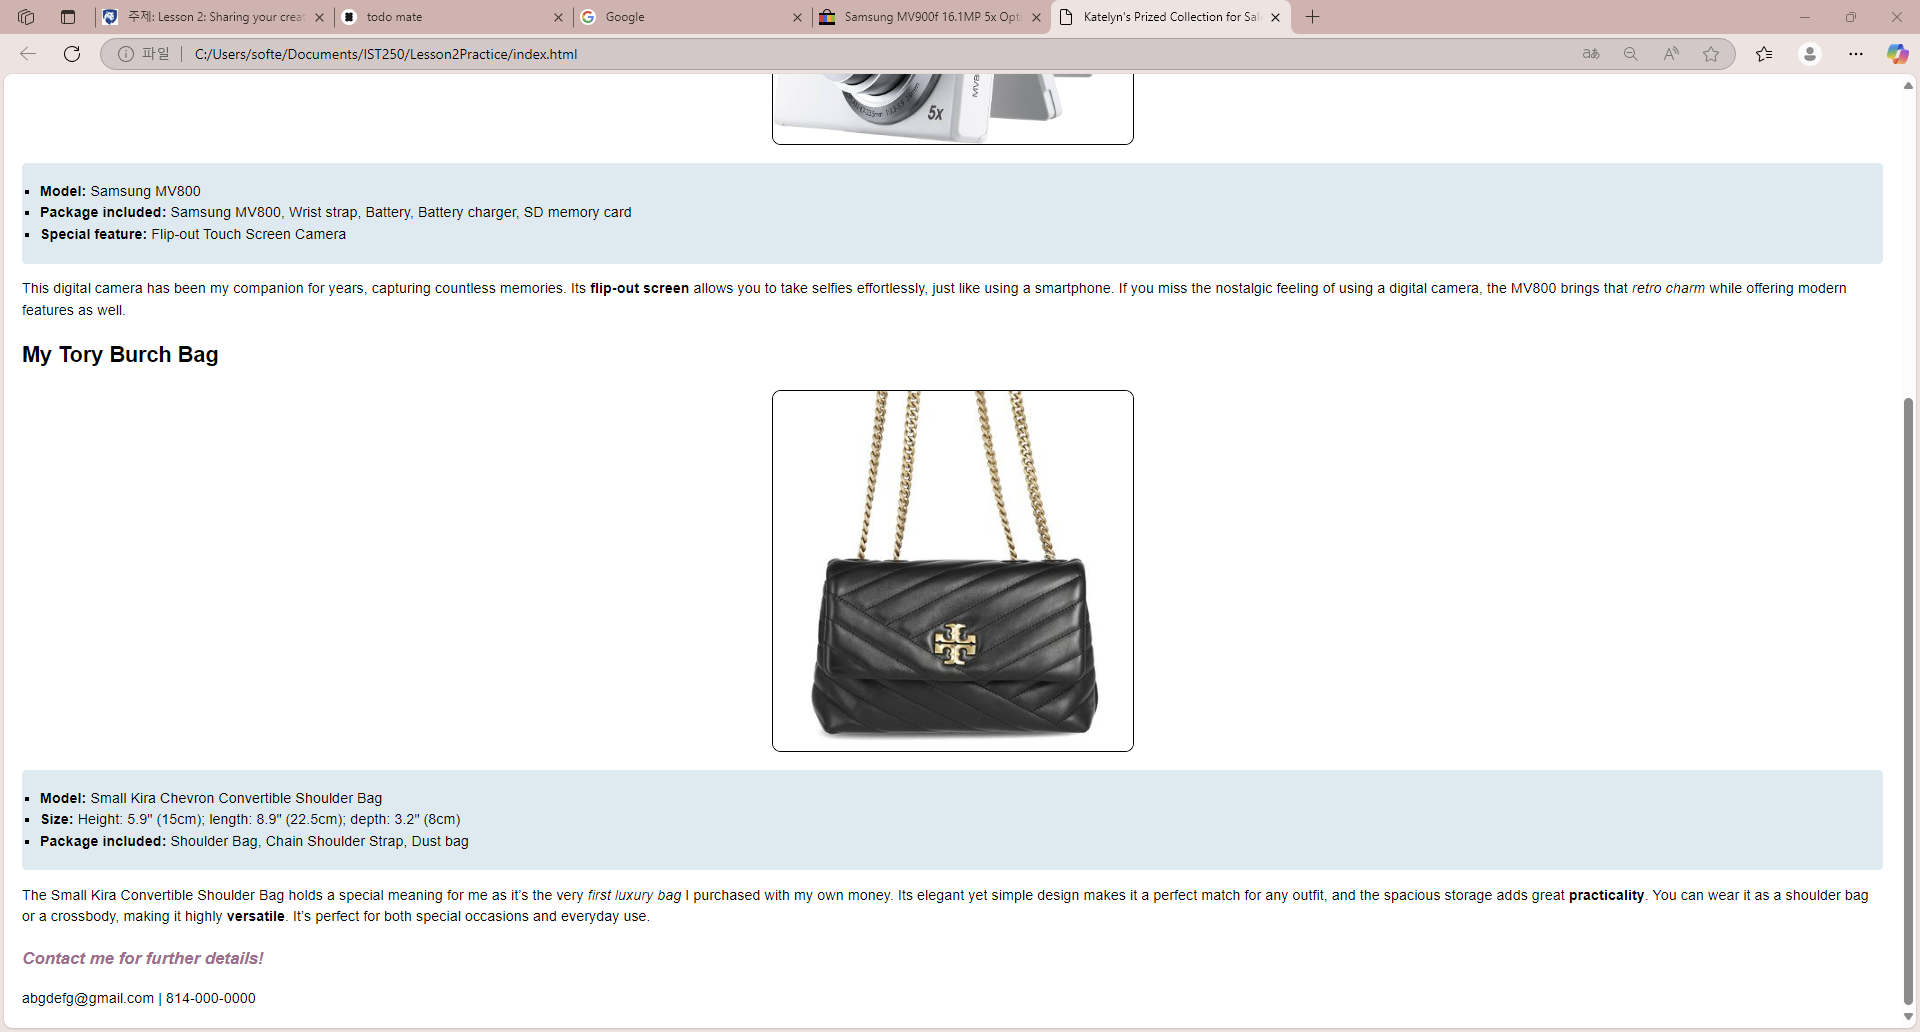 주제: Lesson 2: Sharing your crea
todo mate
Google
Samsung MV900f 16.1MP 5x Opt
Katelyn's Prized Collection for Sal
파일
C:/Users/softe/Documents/IST250/Lesson2Practice/index.html
aあ
5x
Model: Samsung MV800
Package included: Samsung MV800, Wrist strap, Battery, Battery charger, SD memory card
Special feature: Flip-out Touch Screen Camera
This digital camera has been my companion for years, capturing countless memories. Its flip-out screen allows you to take selfies effortlessly, just like using a smartphone. If you miss the nostalgic feeling of using a digital camera, the MV800 brings that retro charm while offering modern
features as well.
My Tory Burch Bag
Model: Small Kira Chevron Convertible Shoulder Bag
Size: Height: 5.9" (15cm); length: 8.9" (22.5cm); depth: 3.2" (8cm)
Package included: Shoulder Bag, Chain Shoulder Strap, Dust bag
The Small Kira Convertible Shoulder Bag holds a special meaning for me as it’s the very first luxury bag I purchased with my own money. Its elegant yet simple design makes it a perfect match for any outfit, and the spacious storage adds great practicality. You can wear it as a shoulder bag
or a crossbody, making it highly versatile. It’s perfect for both special occasions and everyday use.
Contact me for further details!
abgdefg@gmail.com | 814-000-0000